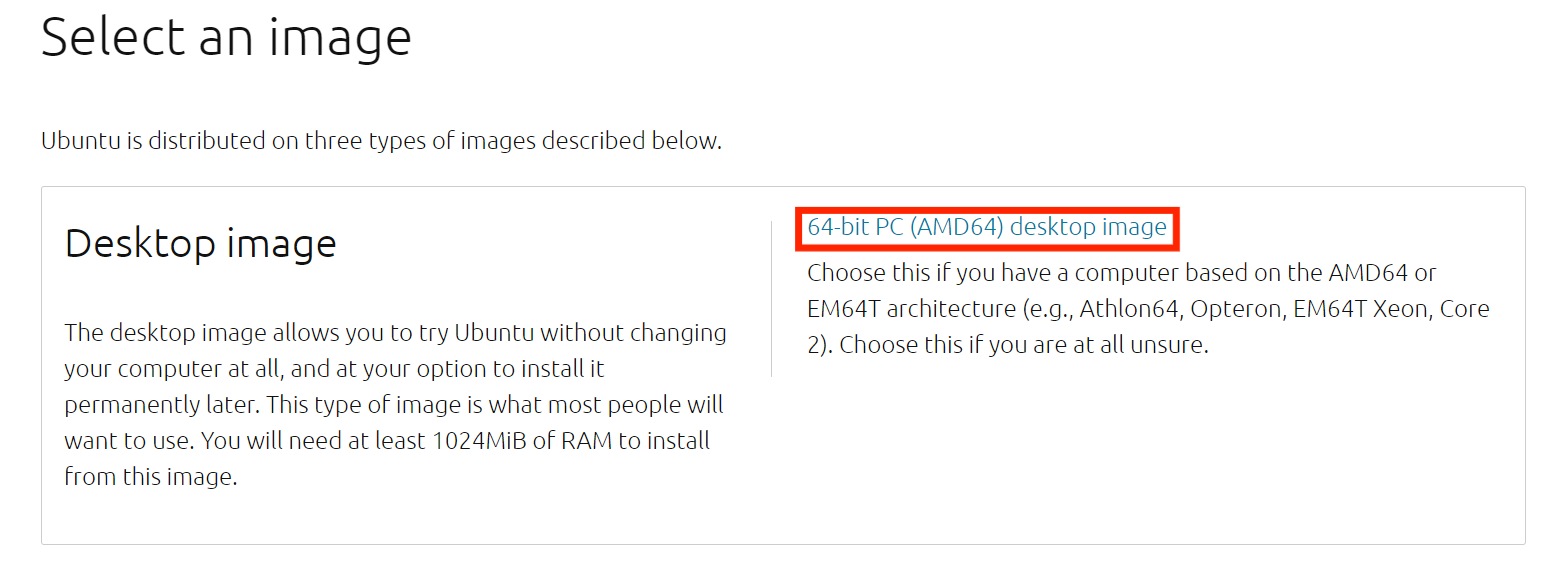 Select an image
Ubuntu is distributed on three types of images described below.
Desktop image
The desktop image allows you to try Ubuntu without changing
your computer at all, and at your option to install it
permanently later. This type of image is what most people will
want to use. You will need at least 1024MiB of RAM to install
from this image.
64-bit PC (AMD64) desktop image
Choose this if you have a computer based on the AMD64 or
EM64T architecture (e.g., Athlon64, Opteron, EM64T Xeon, Core
2). Choose this if you are at all unsure.